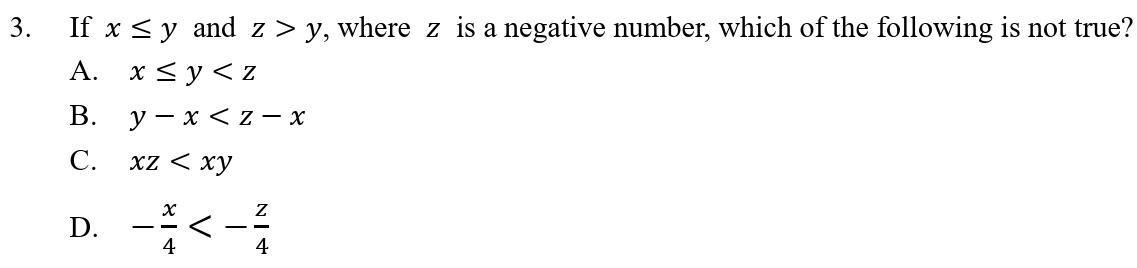 3. If x ≤ y and z > y, where z is a negative number, which of the following is not true?
A. x ≤ y < z
B. y − x < z − x
C. xz < xy
D. −x/4 < −z/4